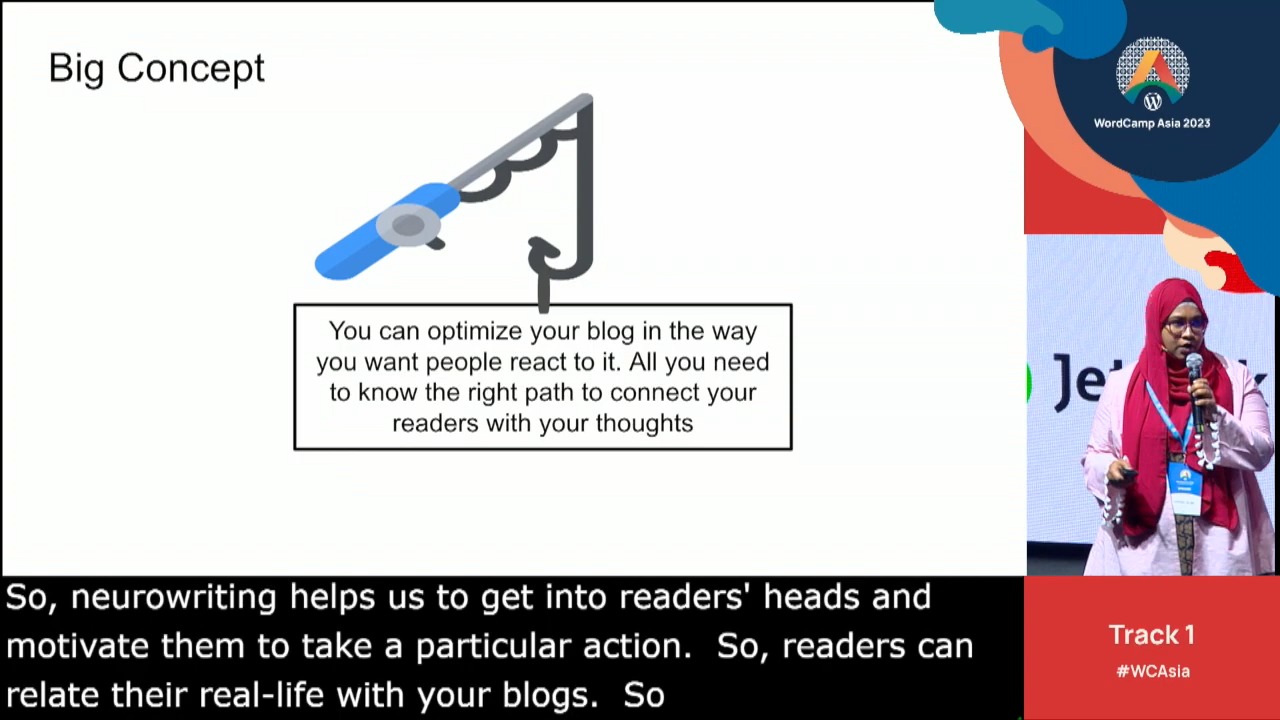 Big Concept
You can optimize your blog in the way
you want people react to it. All you need
to know the right path to connect your
readers with your thoughts
WordCamp Asia 2023
So, neurowriting helps us to get into readers' heads and
motivate them to take a particular action.  So, readers can
relate their real-life with your blogs.  So
Track 1
#WCAsia